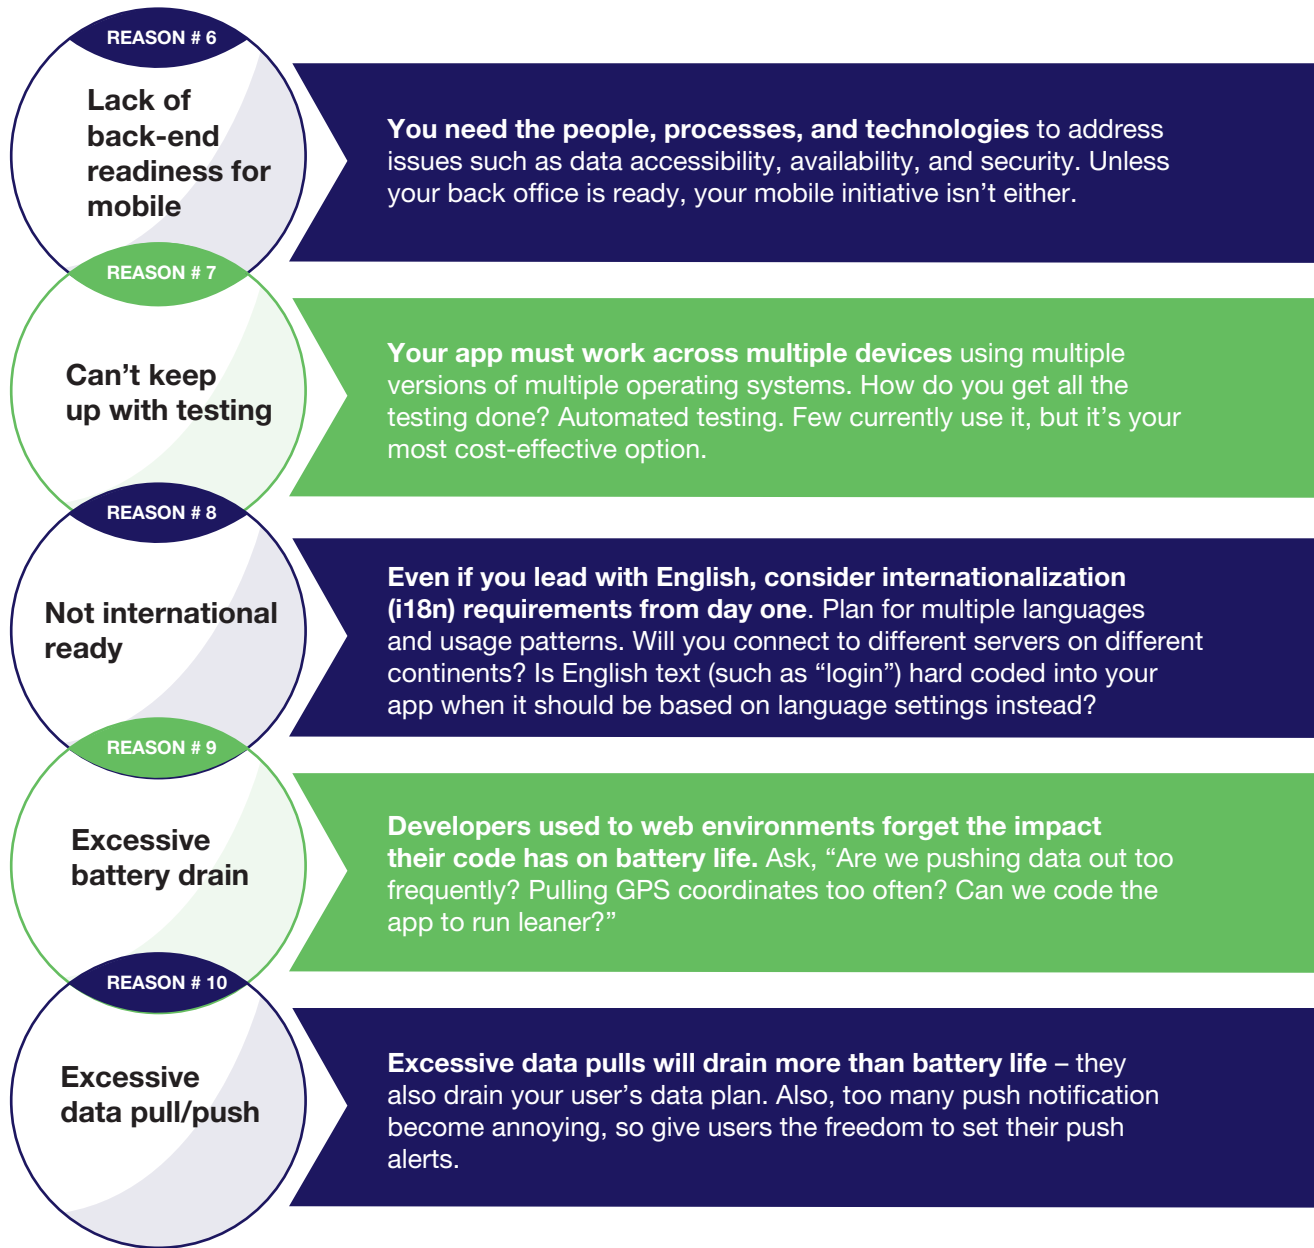 REASON # 6
Lack of
back-end
readiness for
mobile
You need the people, processes, and technologies to address
issues such as data accessibility, availability, and security. Unless
your back office is ready, your mobile initiative isn’t either.
REASON # 7
Can’t keep
up with testing
Your app must work across multiple devices using multiple
versions of multiple operating systems. How do you get all the
testing done? Automated testing. Few currently use it, but it’s your
most cost-effective option.
REASON # 8
Not international
ready
Even if you lead with English, consider internationalization
(i18n) requirements from day one. Plan for multiple languages
and usage patterns. Will you connect to different servers on different
continents? Is English text (such as “login”) hard coded into your
app when it should be based on language settings instead?
REASON # 9
Excessive
battery drain
Developers used to web environments forget the impact
their code has on battery life. Ask, “Are we pushing data out too
frequently? Pulling GPS coordinates too often? Can we code the
app to run leaner?”
REASON # 10
Excessive
data pull/push
Excessive data pulls will drain more than battery life – they
also drain your user’s data plan. Also, too many push notification
become annoying, so give users the freedom to set their push
alerts.